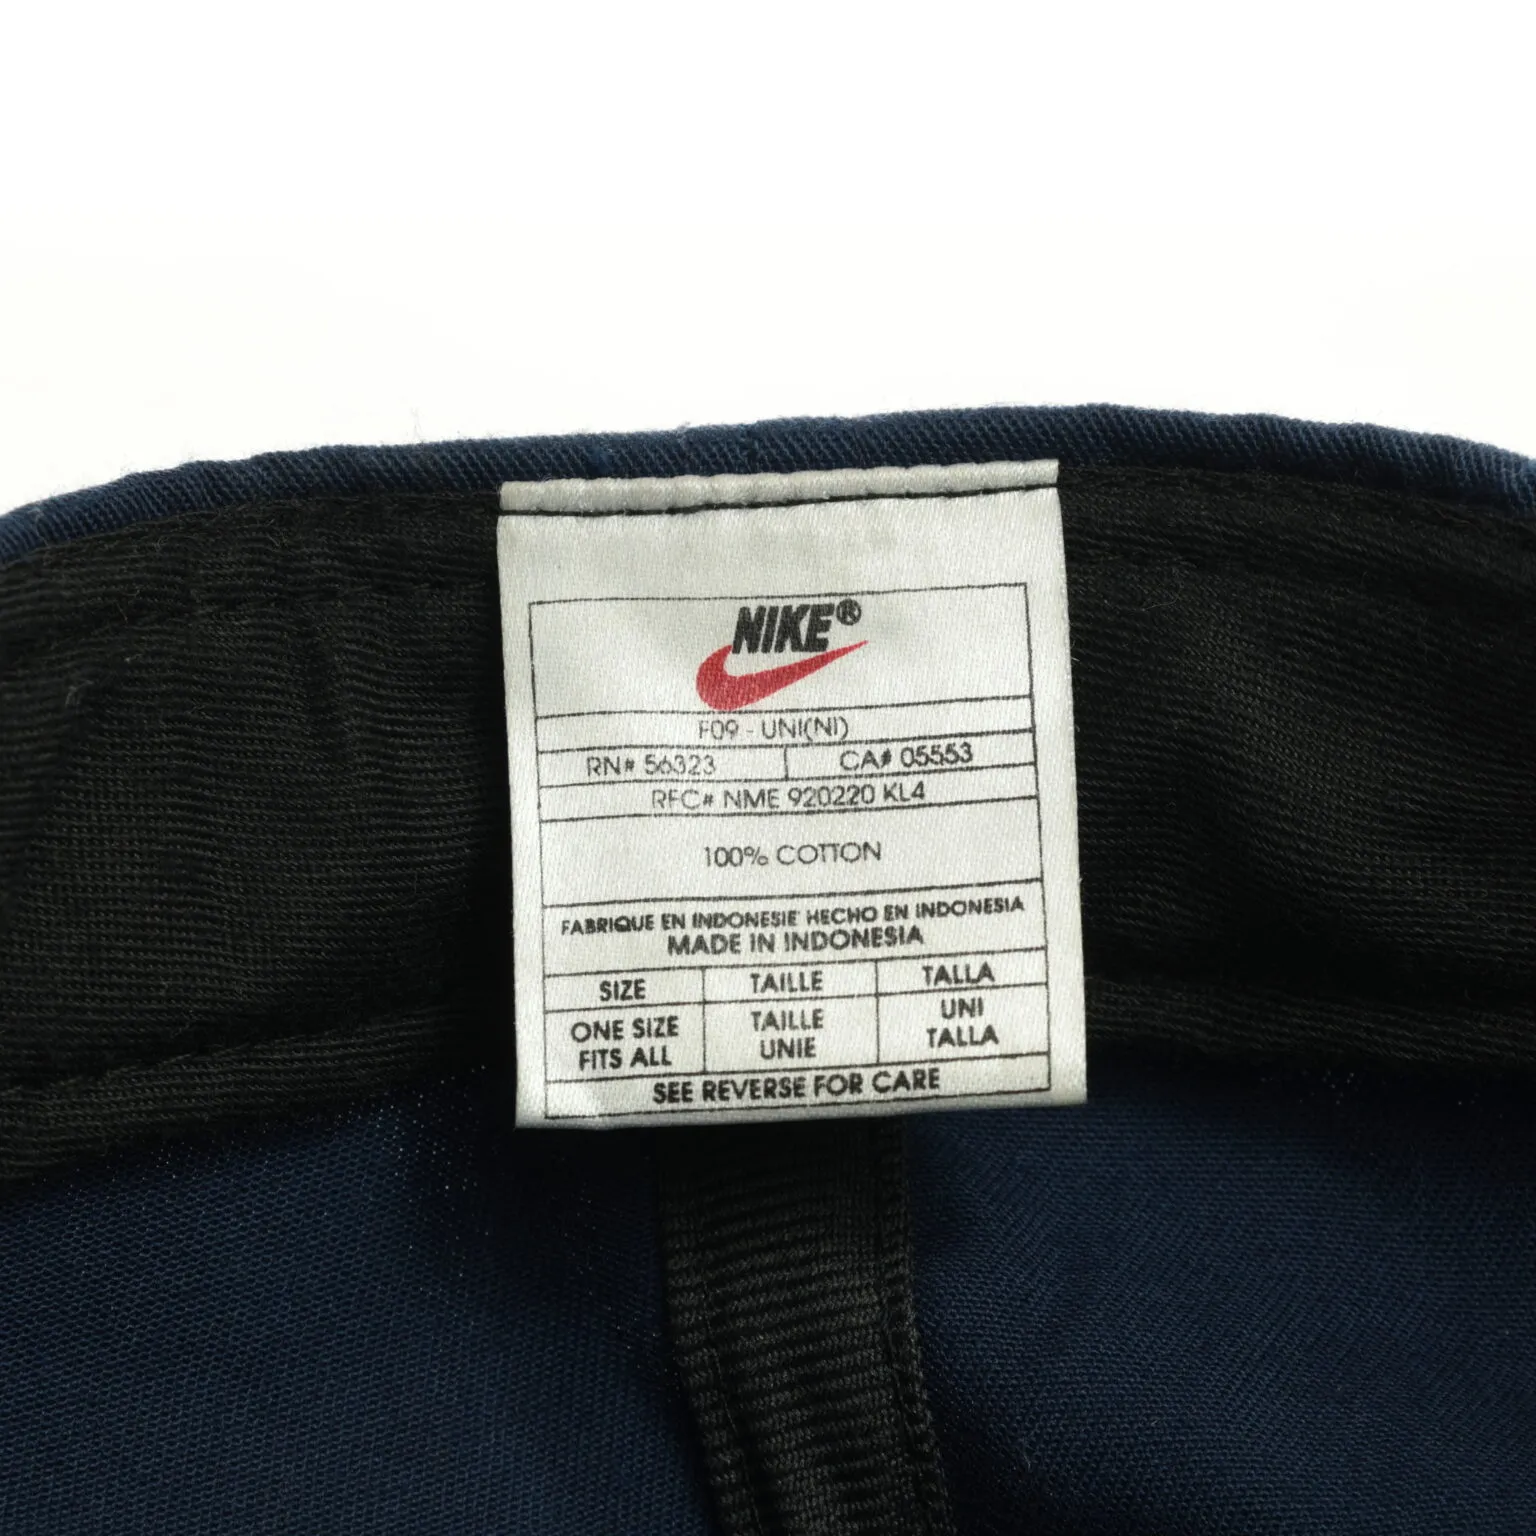 NIKE®
F09 - UNI(NI)
RN# 56323 CA# 05553
RFC# NME 920220 KL4
100% COTTON
FABRIQUE EN INDONESIE HECHO EN INDONESIA
MADE IN INDONESIA
SIZE TAILLE TALLA
ONE SIZE FITS ALL TAILLE UNIE UNI TALLA
SEE REVERSE FOR CARE